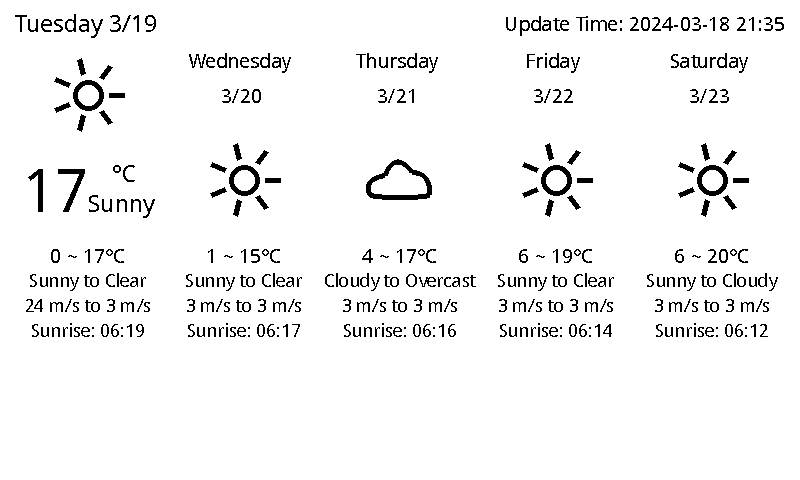 Tuesday 3/19
Update Time: 2024-03-18 21:35
17 °C
Sunny
0 ~ 17°C
Sunny to Clear
24 m/s to 3 m/s
Sunrise: 06:19
Wednesday
3/20
1 ~ 15°C
Sunny to Clear
3 m/s to 3 m/s
Sunrise: 06:17
Thursday
3/21
4 ~ 17°C
Cloudy to Overcast
3 m/s to 3 m/s
Sunrise: 06:16
Friday
3/22
6 ~ 19°C
Sunny to Clear
3 m/s to 3 m/s
Sunrise: 06:14
Saturday
3/23
6 ~ 20°C
Sunny to Cloudy
3 m/s to 3 m/s
Sunrise: 06:12